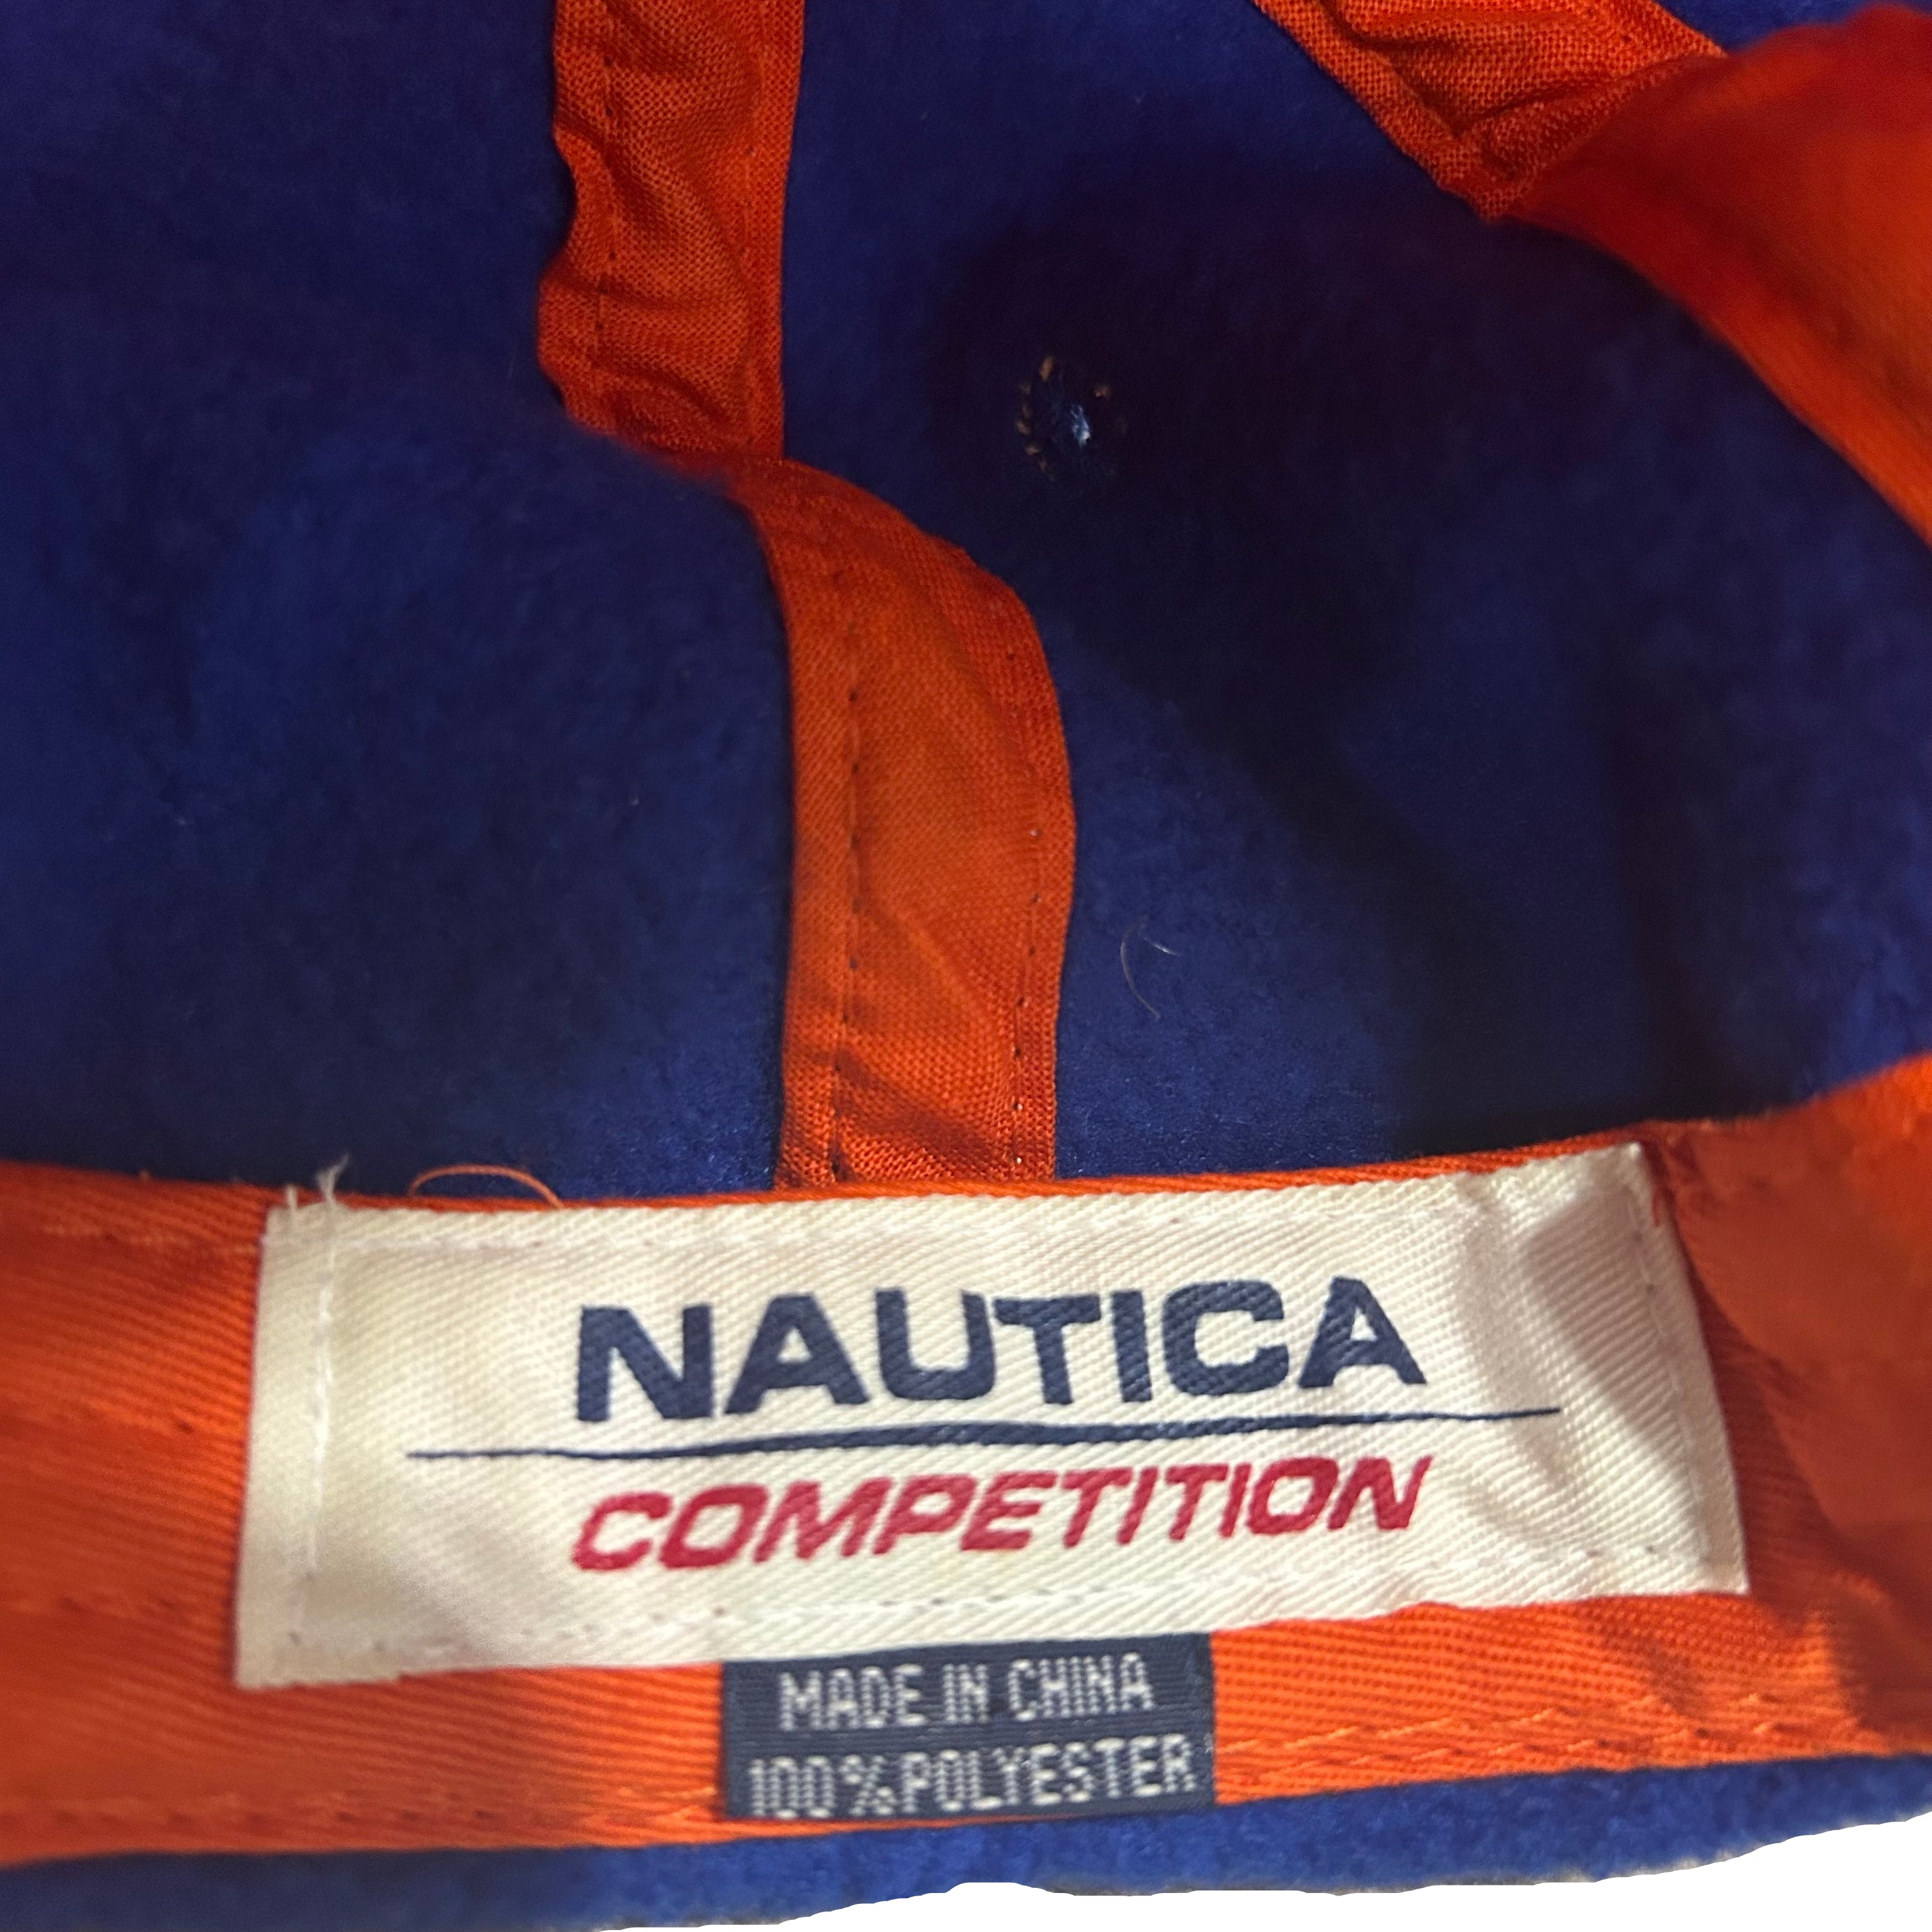 NAUTICA
COMPETITION
MADE IN CHINA
100% POLYESTER